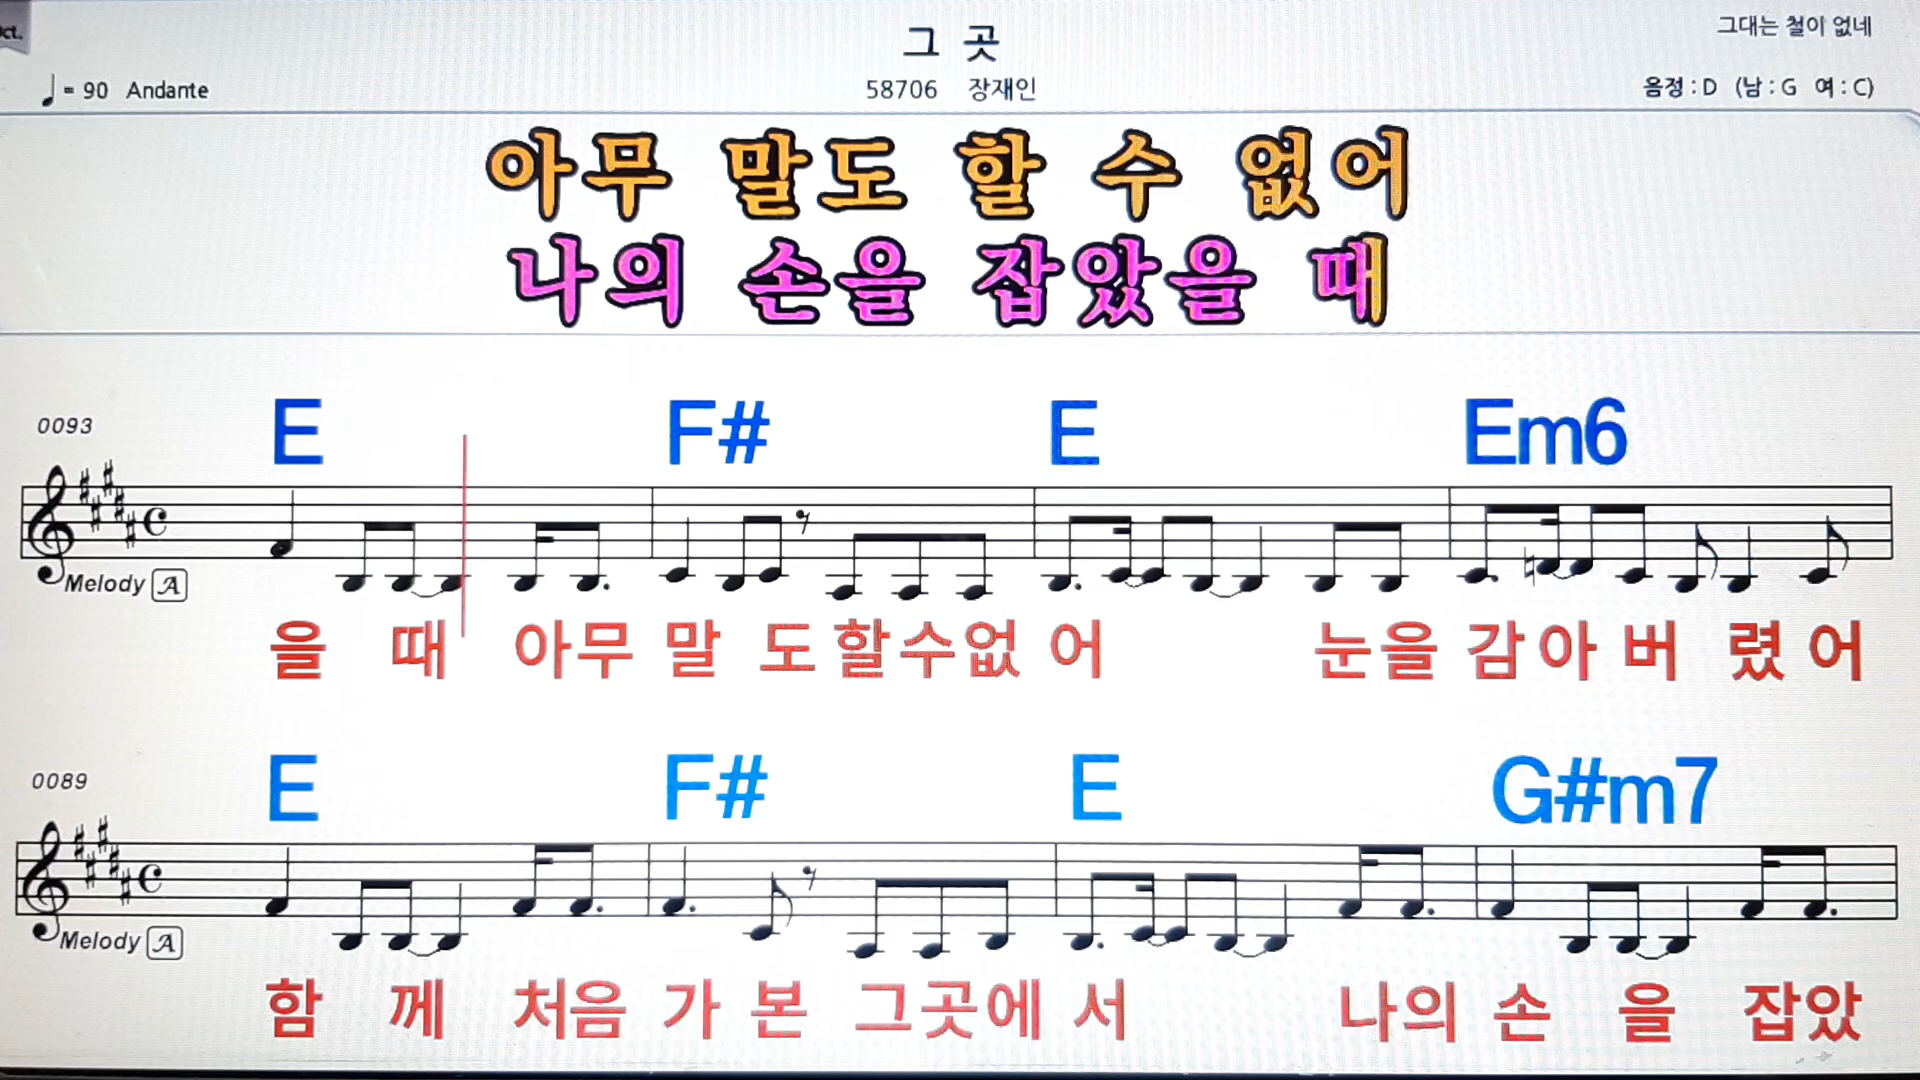 그 곳
그대는 철이 없네
♩= 90 Andante
58706 장재인
음정 : D (남 : G 여 : C)
아무 말도 할 수 없어
나의 손을 잡았을 때
0093
E F# E Em6
Melody A
을 때 아무 말 도 할수없 어 눈을 감아 버 렸 어
0089
E F# E G#m7
Melody A
함 께 처음 가 본 그곳에 서 나의 손 을 잡았